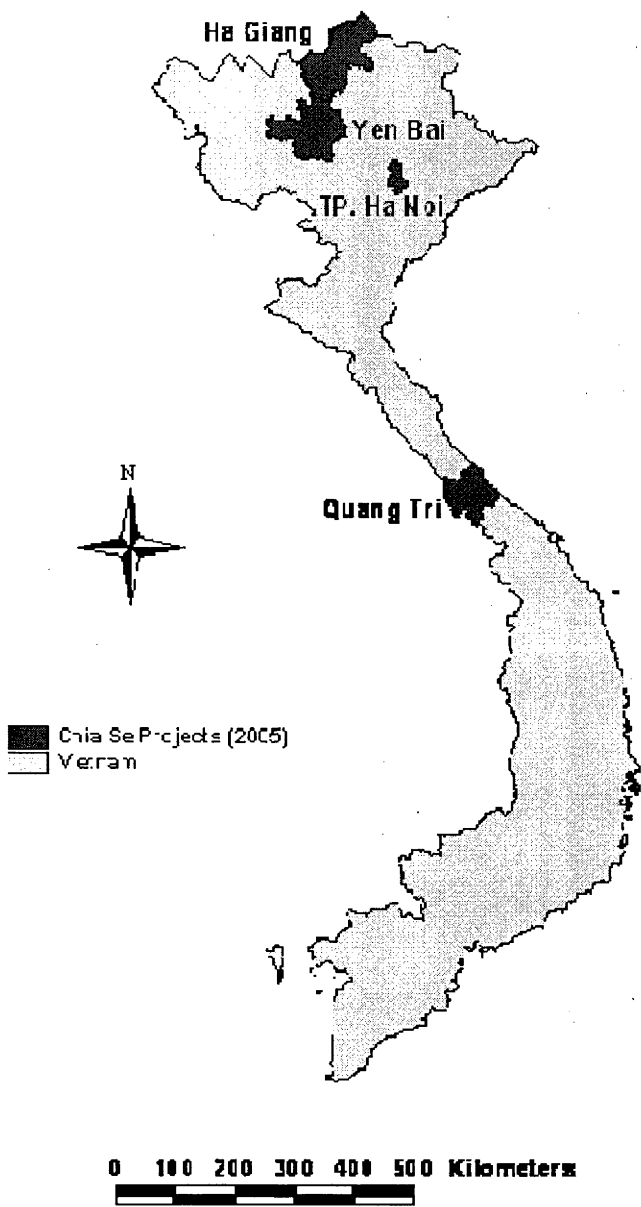 Ha Giang
Yen Bai
TP. Ha Noi
N
Quang Tri
Chia Se Projects (2005)
Vietnam
0 100 200 300 400 500 Kilometers